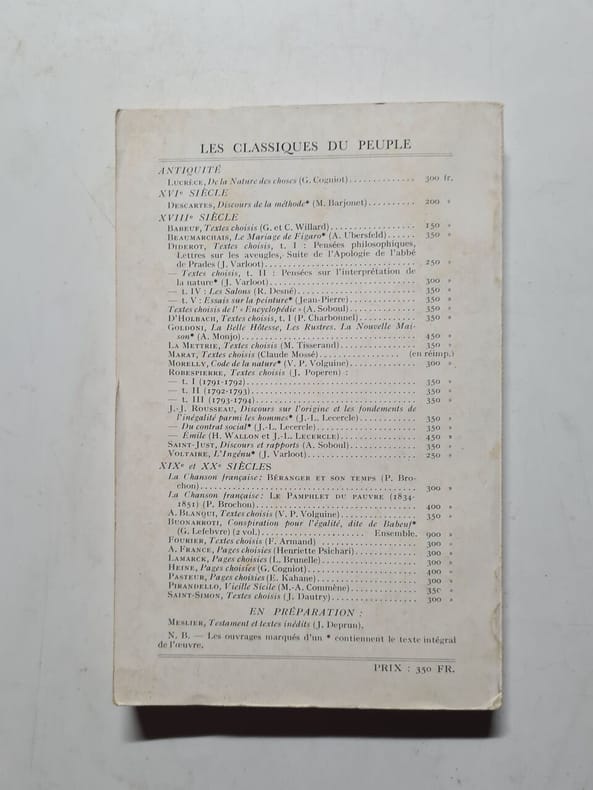 LES CLASSIQUES DU PEUPLE
ANTIQUITÉ
LUCRÈCE, De la Nature des choses (G. Cogniot).............. 300 fr.
XVIe SIÈCLE
DESCARTES, Discours de la méthode* (M. Barjonet).......... 200 »
XVIIIe SIÈCLE
BABEUF, Textes choisis (G. et C. Willard).................... 150 »
BEAUMARCHAIS, Le Mariage de Figaro* (A. Ubersfeld)...... 350 »
DIDEROT, Textes choisis, t. I : Pensées philosophiques,
Lettres sur les aveugles, Suite de l'Apologie de l'abbé
de Prades (J. Varloot)................................ 250 »
— Textes choisis, t. II : Pensées sur l'interprétation de
la nature* (J. Varloot).............................. 300 »
— t. IV : Les Salons (R. Desné)........................ 350 »
— t. V : Essais sur la peinture* (Jean-Pierre)............ 350 »
Textes choisis de l'« Encyclopédie » (A. Soboul)............ 350 »
D'HOLBACH, Textes choisis, t. I (P. Charbonnel)............ 350 »
GOLDONI, La Belle Hôtesse, Les Rustres, La Nouvelle Mai-
son* (A. Monjo)...................................... 450 »
LA METTRIE, Textes choisis (M. Tisserand)................ 350 »
MARAT, Textes choisis (Claude Mossé)................ (en réimp.)
MORELLY, Code de la nature* (V. P. Volguine).............. 300 »
ROBESPIERRE, Textes choisis (J. Poperen) :
— t. I (1791-1792).................................... 350 »
— t. II (1792-1793).................................... 350 »
— t. III (1793-1794).................................... 350 »
J.-J. ROUSSEAU, Discours sur l'origine et les fondements de
l'inégalité parmi les hommes* (J.-L. Lecercle)............ 350 »
— Du contrat social* (J.-L. Lecercle).................... 350 »
— Emile (H. WALLON et J.-L. LECERCLE)................ 450 »
SAINT-JUST, Discours et rapports (A. Soboul).............. 350 »
VOLTAIRE, L'Ingénu* (J. Varloot)........................ 250 »
XIXe et XXe SIÈCLES
La Chanson française : BÉRANGER ET SON TEMPS (P. Bro-
chon).............................................. 300 »
La Chanson française : LE PAMPHLET DU PAUVRE (1834-
1851) (P. Brochon).................................... 400 »
A. BLANQUI, Textes choisis (V. P. Volguine)................ 350 »
BUONARROTI, Conspiration pour l'égalité, dite de Babeuf*
(G. Lefebvre) (2 vol.).................... Ensemble. 900 »
FOURIER, Textes choisis (F. Armand)...................... 300 »
A. FRANCE, Pages choisies (Henriette Psichari)............ 300 »
LAMARCK, Pages choisies (L. Brunelle).................... 300 »
HEINE, Pages choisies (G. Cogniot)........................ 400 »
PASTEUR, Pages choisies (E. Kahane)...................... 300 »
PIRANDELLO, Vieille Sicile (M.-A. Commène).............. 350 »
SAINT-SIMON, Textes choisis (J. Dautry).................. 300 »
EN PRÉPARATION :
MESLIER, Testament et textes inédits (J. Deprun).
N. B. — Les ouvrages marqués d'un * contiennent le texte intégral
de l'œuvre.
PRIX : 350 FR.